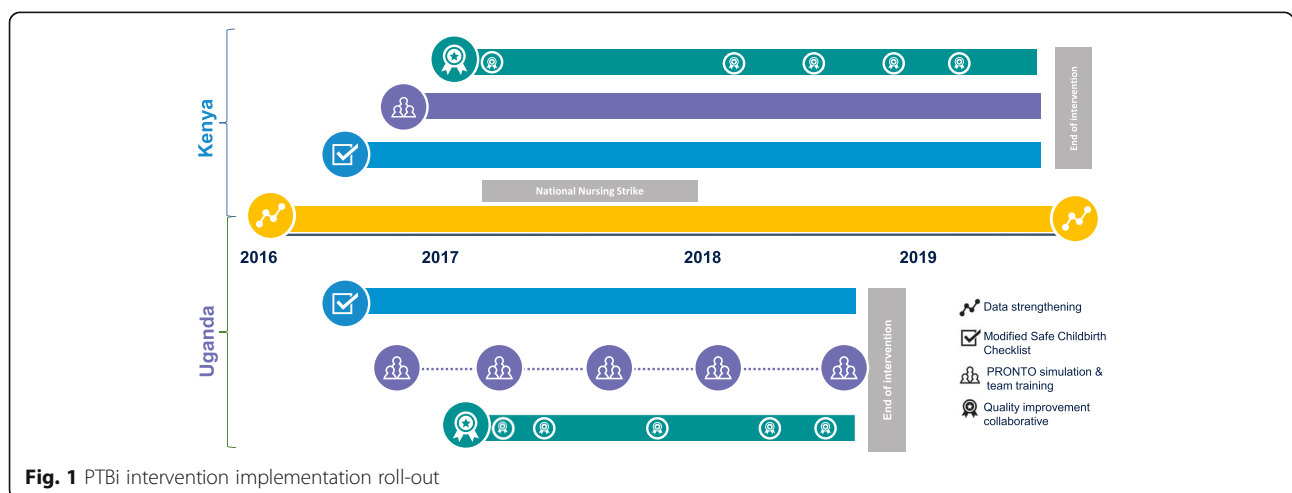 Kenya
End of intervention
National Nursing Strike
2016
2017
2018
2019
Uganda
End of intervention
Data strengthening
Modified Safe Childbirth
Checklist
PRONTO simulation &
team training
Quality improvement
collaborative
Fig. 1 PTBi intervention implementation roll-out